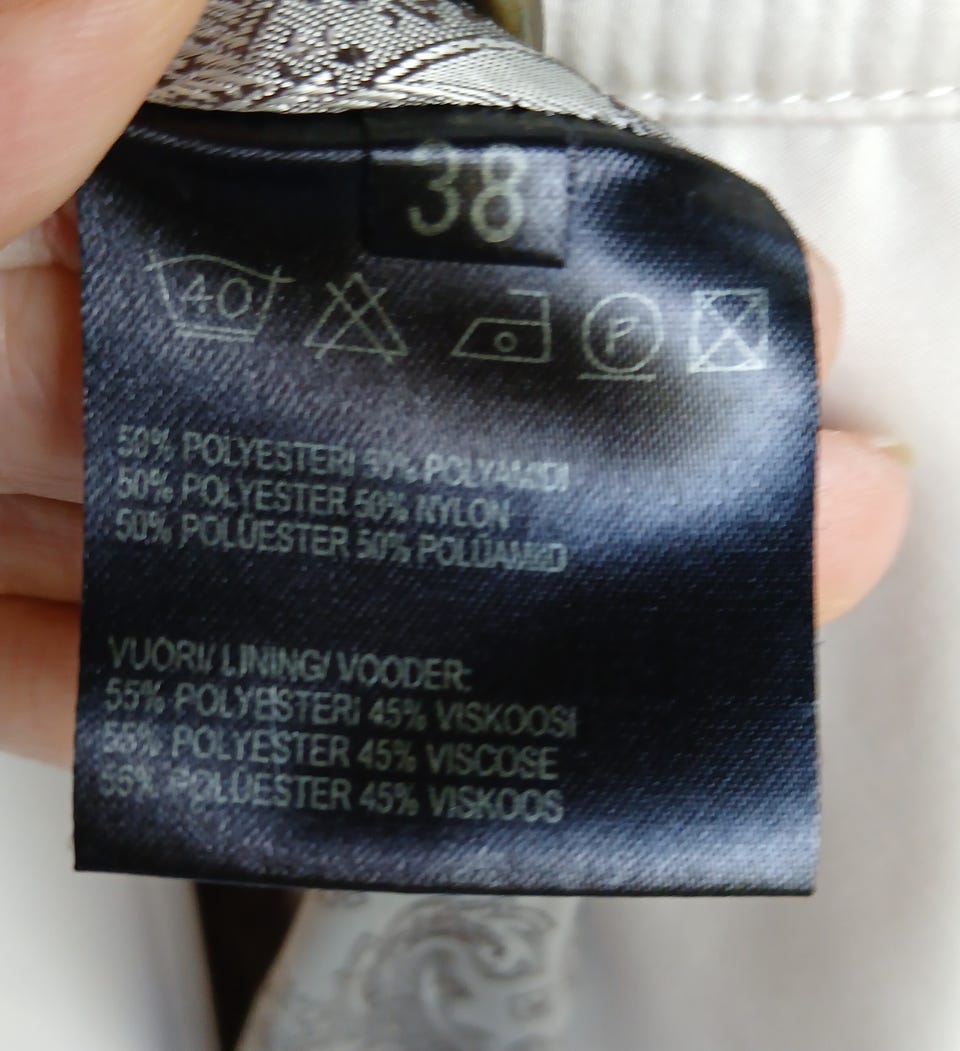 38
40 P
50% POLYESTERI 50% POLYAMIDI
50% POLYESTER 50% NYLON
50% POLÜESTER 50% POLÜAMIID
VUORI/ LINING/ VOODER:
55% POLYESTERI 45% VISKOOSI
55% POLYESTER 45% VISCOSE
55% POLÜESTER 45% VISKOOS